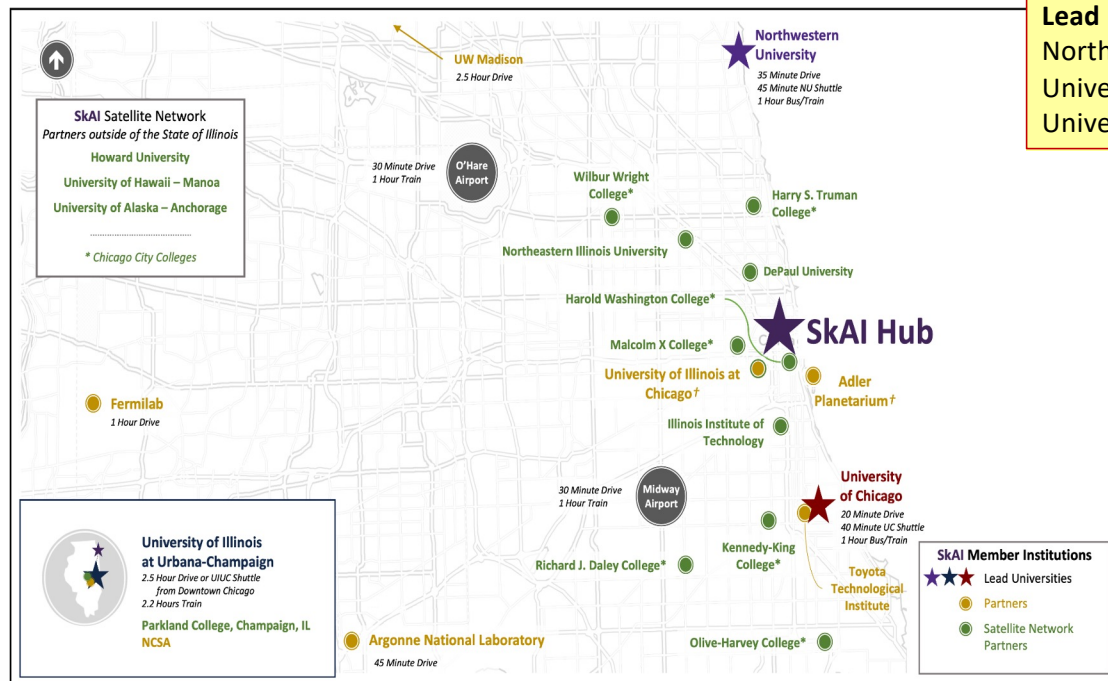 Lead
North
Unive
Unive
Northwestern
University
35 Minute Drive
45 Minute NU Shuttle
1 Hour Bus/Train
UW Madison
2.5 Hour Drive
SkAI Satellite Network
Partners outside of the State of Illinois
Howard University
University of Hawaii – Manoa
University of Alaska – Anchorage
* Chicago City Colleges
30 Minute Drive
1 Hour Train
O'Hare
Airport
Wilbur Wright
College*
Harry S. Truman
College*
Northeastern Illinois University
DePaul University
Harold Washington College*
SkAI Hub
Malcolm X College*
University of Illinois at
Chicago†
Adler
Planetarium†
Fermilab
1 Hour Drive
Illinois Institute of
Technology
30 Minute Drive
1 Hour Train
Midway
Airport
University
of Chicago
20 Minute Drive
40 Minute UC Shuttle
1 Hour Bus/Train
Kennedy-King
College*
Richard J. Daley College*
Toyota
Technological
Institute
University of Illinois
at Urbana-Champaign
2.5 Hour Drive or UIUC Shuttle
from Downtown Chicago
2.2 Hours Train
Parkland College, Champaign, IL
NCSA
Argonne National Laboratory
45 Minute Drive
Olive-Harvey College*
SkAI Member Institutions
Lead Universities
Partners
Satellite Network
Partners